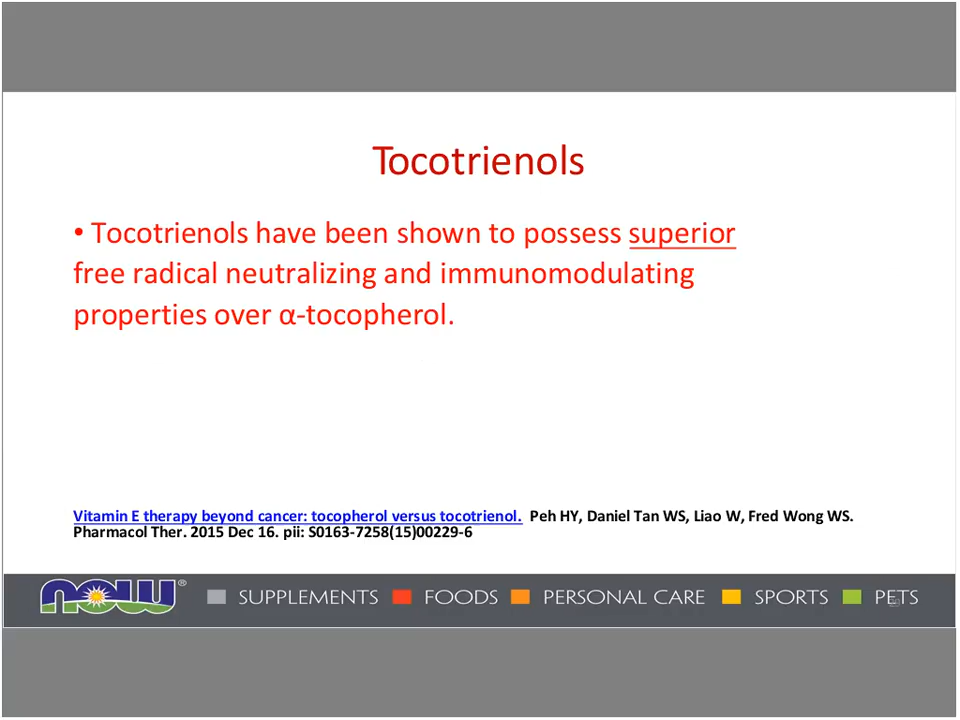 Tocotrienols
• Tocotrienols have been shown to possess superior
free radical neutralizing and immunomodulating
properties over α-tocopherol.
Vitamin E therapy beyond cancer: tocopherol versus tocotrienol. Peh HY, Daniel Tan WS, Liao W, Fred Wong WS.
Pharmacol Ther. 2015 Dec 16. pii: S0163-7258(15)00229-6
NOW® SUPPLEMENTS FOODS PERSONAL CARE SPORTS PETS